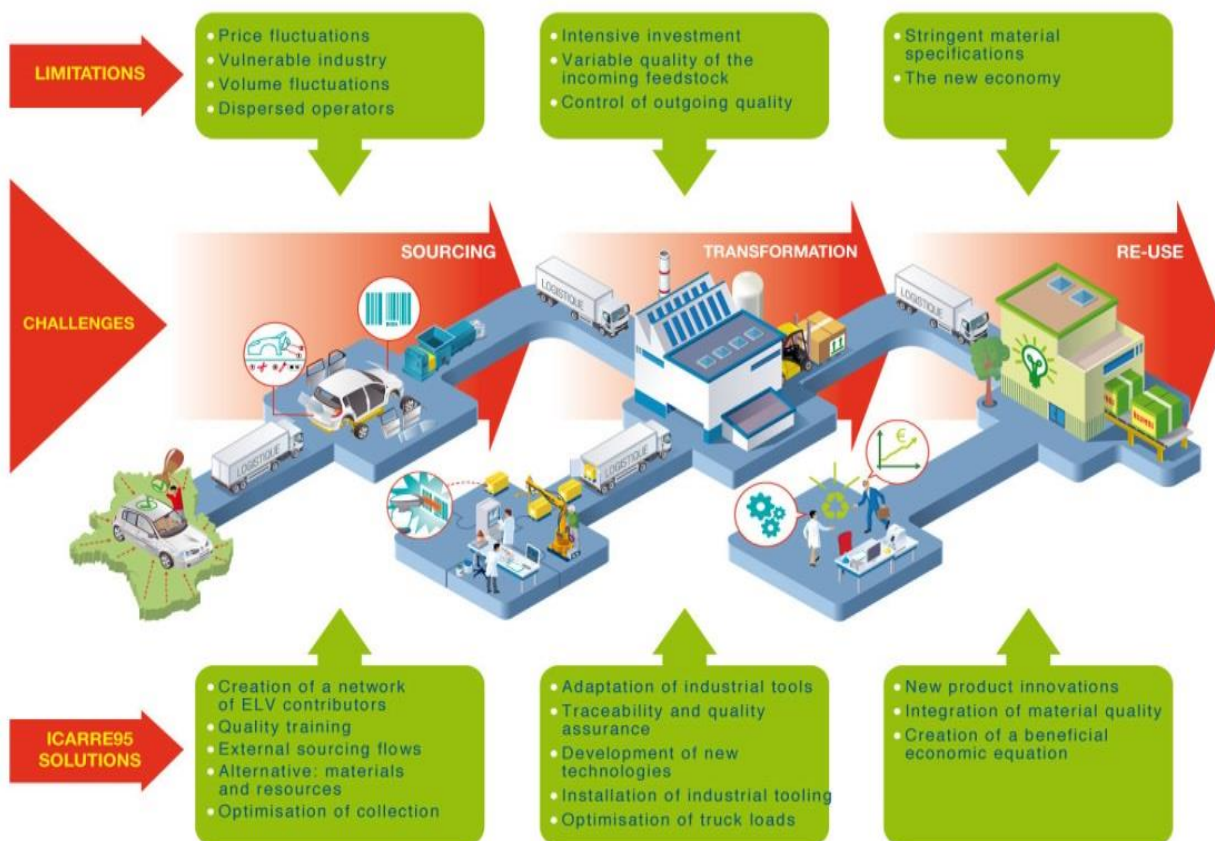 LIMITATIONS
• Price fluctuations
• Vulnerable industry
• Volume fluctuations
• Dispersed operators
• Intensive investment
• Variable quality of the
incoming feedstock
• Control of outgoing quality
• Stringent material
specifications
• The new economy
CHALLENGES
SOURCING
TRANSFORMATION
RE-USE
LOGISTIQUE
LOGISTIQUE
LOGISTIQUE
LOGISTIQUE
€
ICARRE95
SOLUTIONS
• Creation of a network
of ELV contributors
• Quality training
• External sourcing flows
• Alternative: materials
and resources
• Optimisation of collection
• Adaptation of industrial tools
• Traceability and quality
assurance
• Development of new
technologies
• Installation of industrial tooling
• Optimisation of truck loads
• New product innovations
• Integration of material quality
• Creation of a beneficial
economic equation